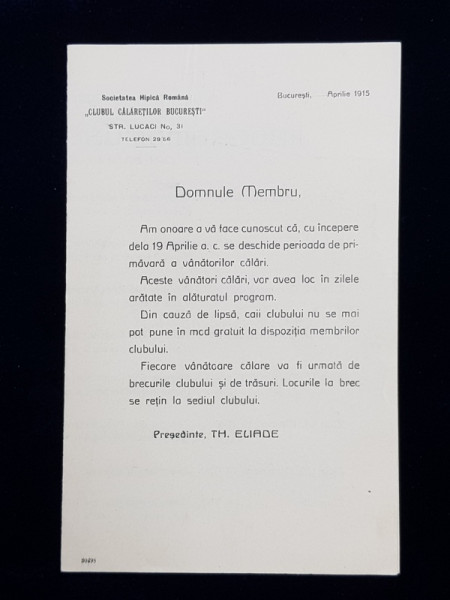 Societatea Hipică Română
„CLUBUL CĂLĂREȚILOR BUCUREȘTI"
STR. LUCACI No, 31
TELEFON 29/56
București, Aprilie 1915
Domnule Membru,
Am onoare a vă face cunoscut că, cu începere
dela 19 Aprilie a. c. se deschide perioada de pri-
măvară a vânătorilor călări.
Aceste vânători călări, vor avea loc în zilele
arătate în alăturatul program.
Din cauză de lipsă, caii clubului nu se mai
pot pune în mod gratuit la dispoziția membrilor
clubului.
Fiecare vânătoare călare va fi urmată de
brecurile clubului și de trăsuri. Locurile la brec
se rețin la sediul clubului.
Președinte, TH. ELIADE